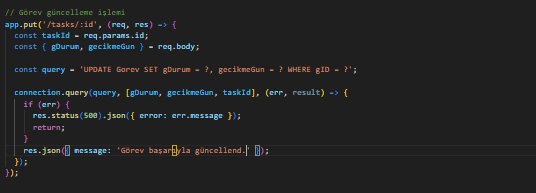 // Görev güncelleme işlemi
app.put('/tasks/:id', (req, res) => {
  const taskId = req.params.id;
  const { gDurum, gecikmeGun } = req.body;

  const query = 'UPDATE Gorev SET gDurum = ?, gecikmeGun = ? WHERE gID = ?';

  connection.query(query, [gDurum, gecikmeGun, taskId], (err, result) => {
    if (err) {
      res.status(500).json({ error: err.message });
      return;
    }
    res.json({ message: 'Görev başarıyla güncellend.' });
  });
});